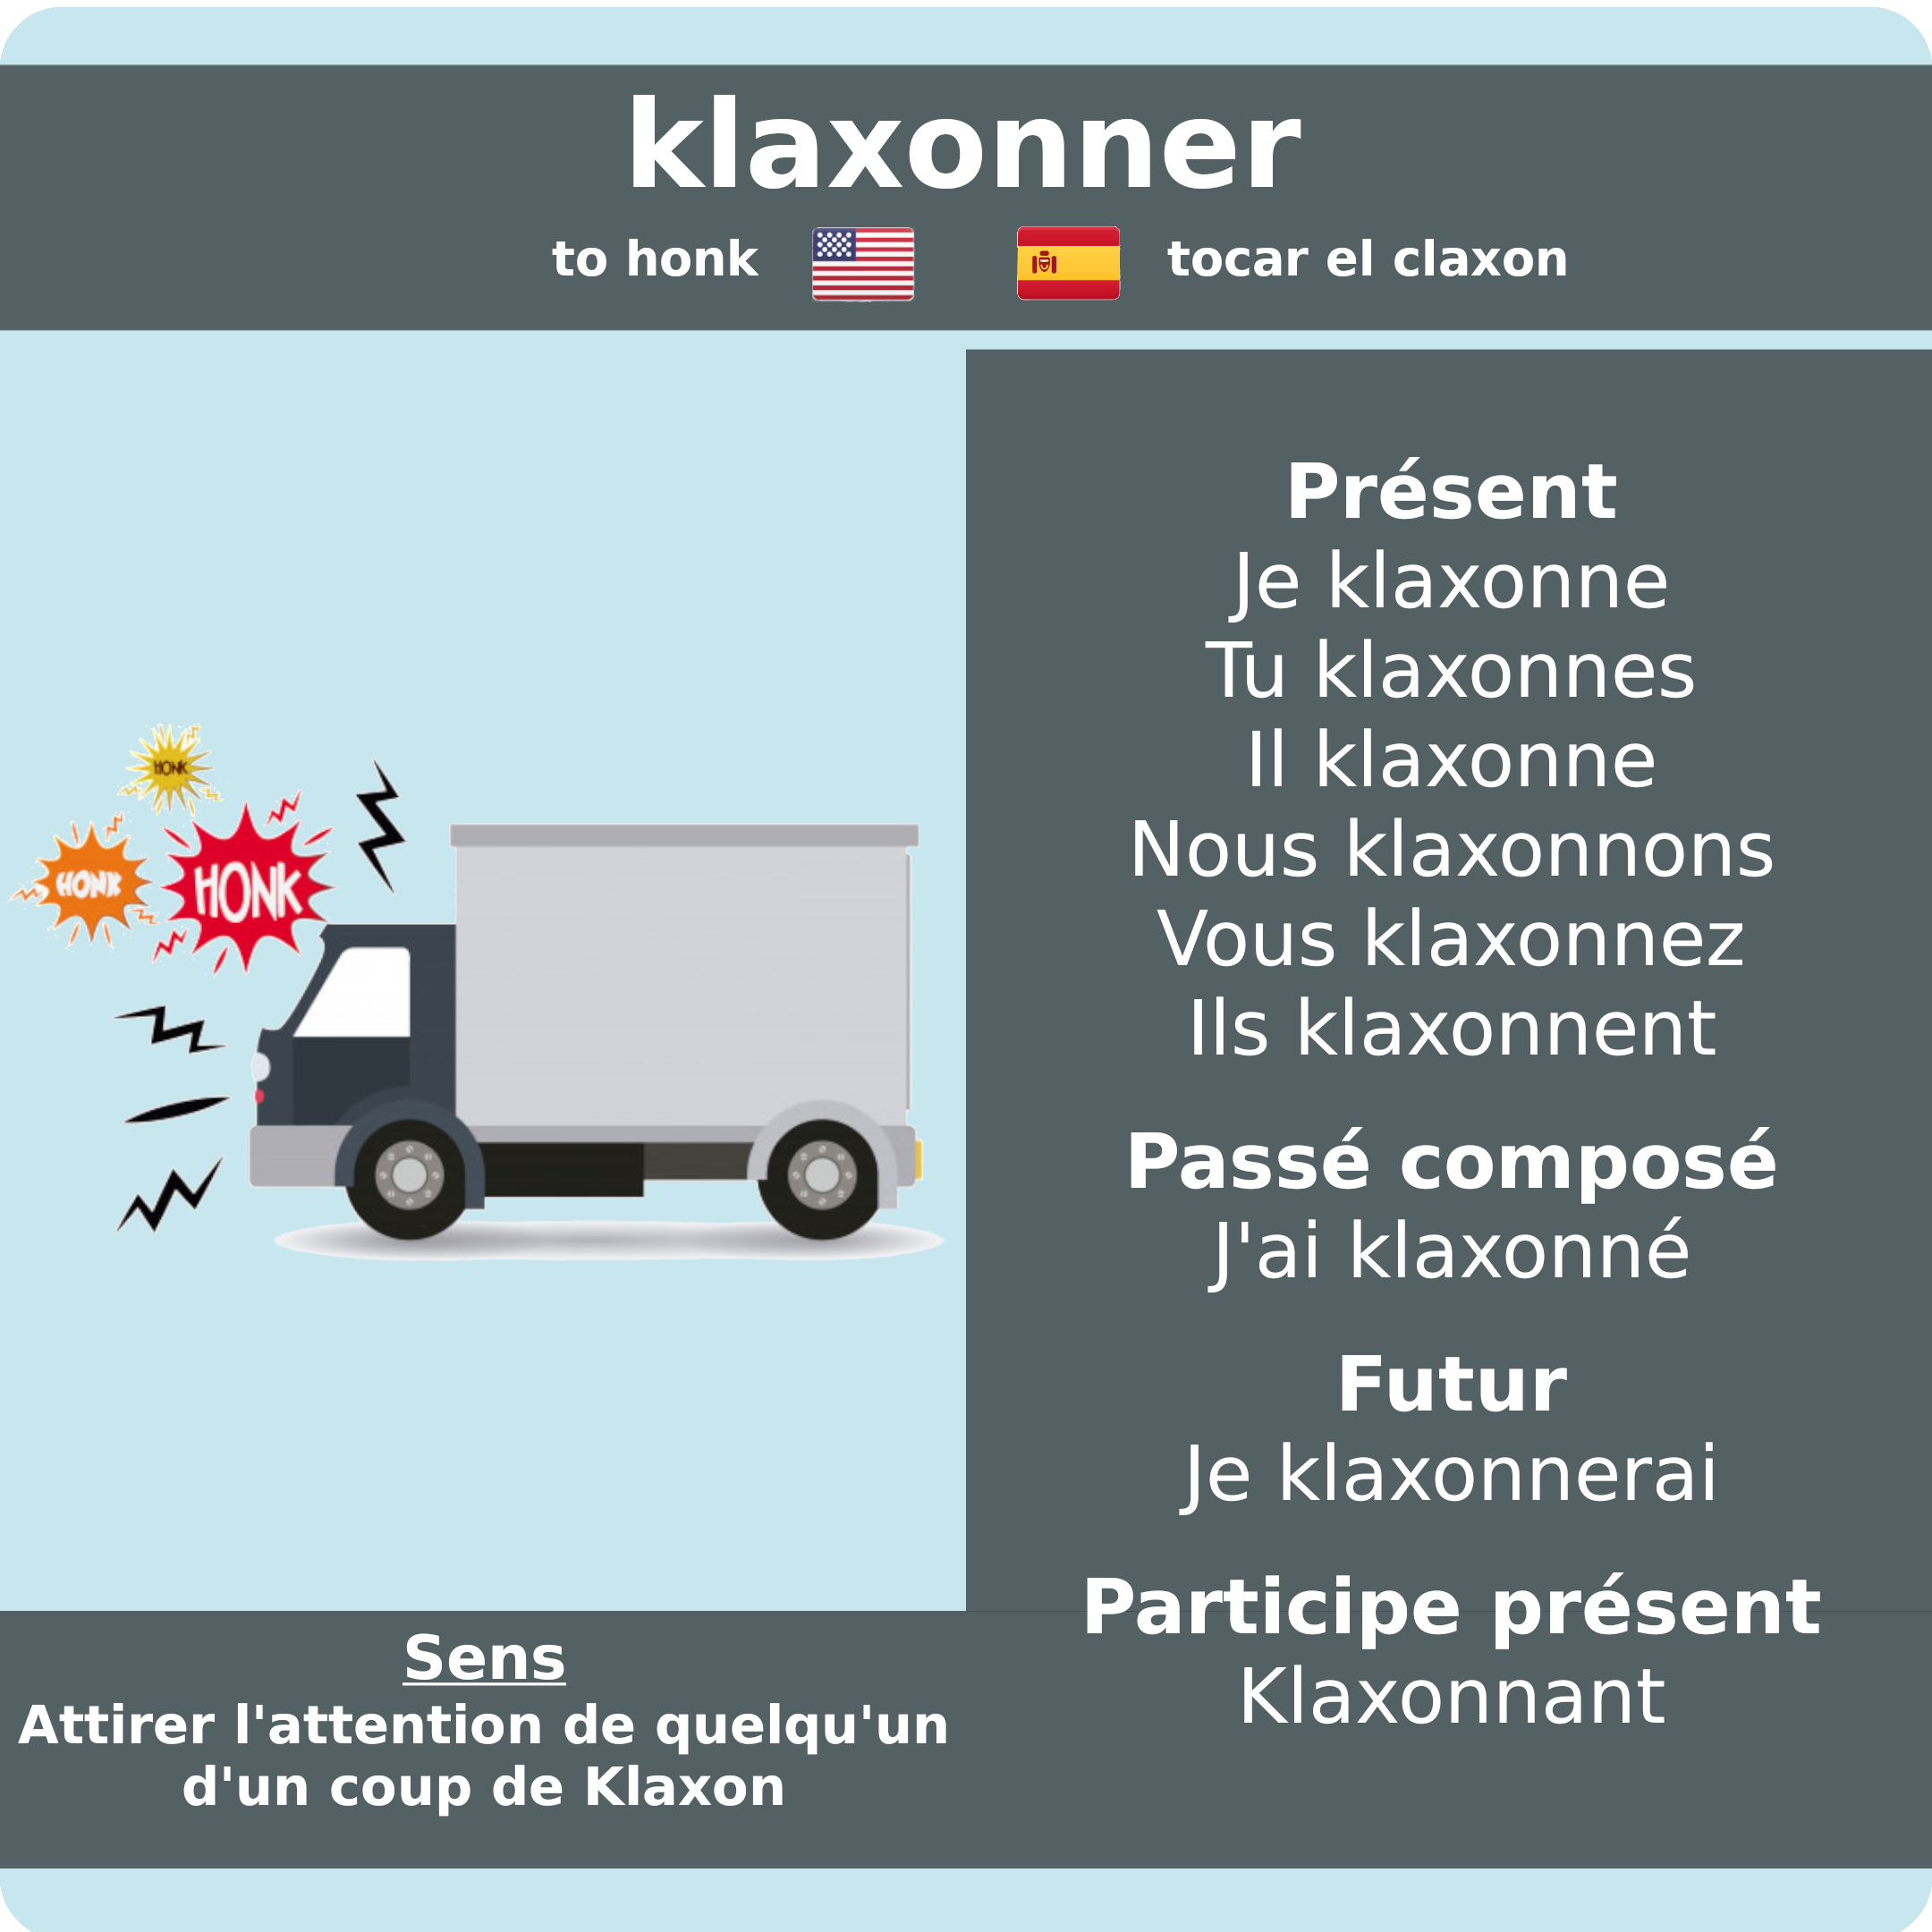 klaxonner
to honk
tocar el claxon
HONK
HONK
HONK
Présent
Je klaxonne
Tu klaxonnes
Il klaxonne
Nous klaxonnons
Vous klaxonnez
Ils klaxonnent
Passé composé
J'ai klaxonné
Futur
Je klaxonnerai
Participe présent
Klaxonnant
Sens
Attirer l'attention de quelqu'un
d'un coup de Klaxon